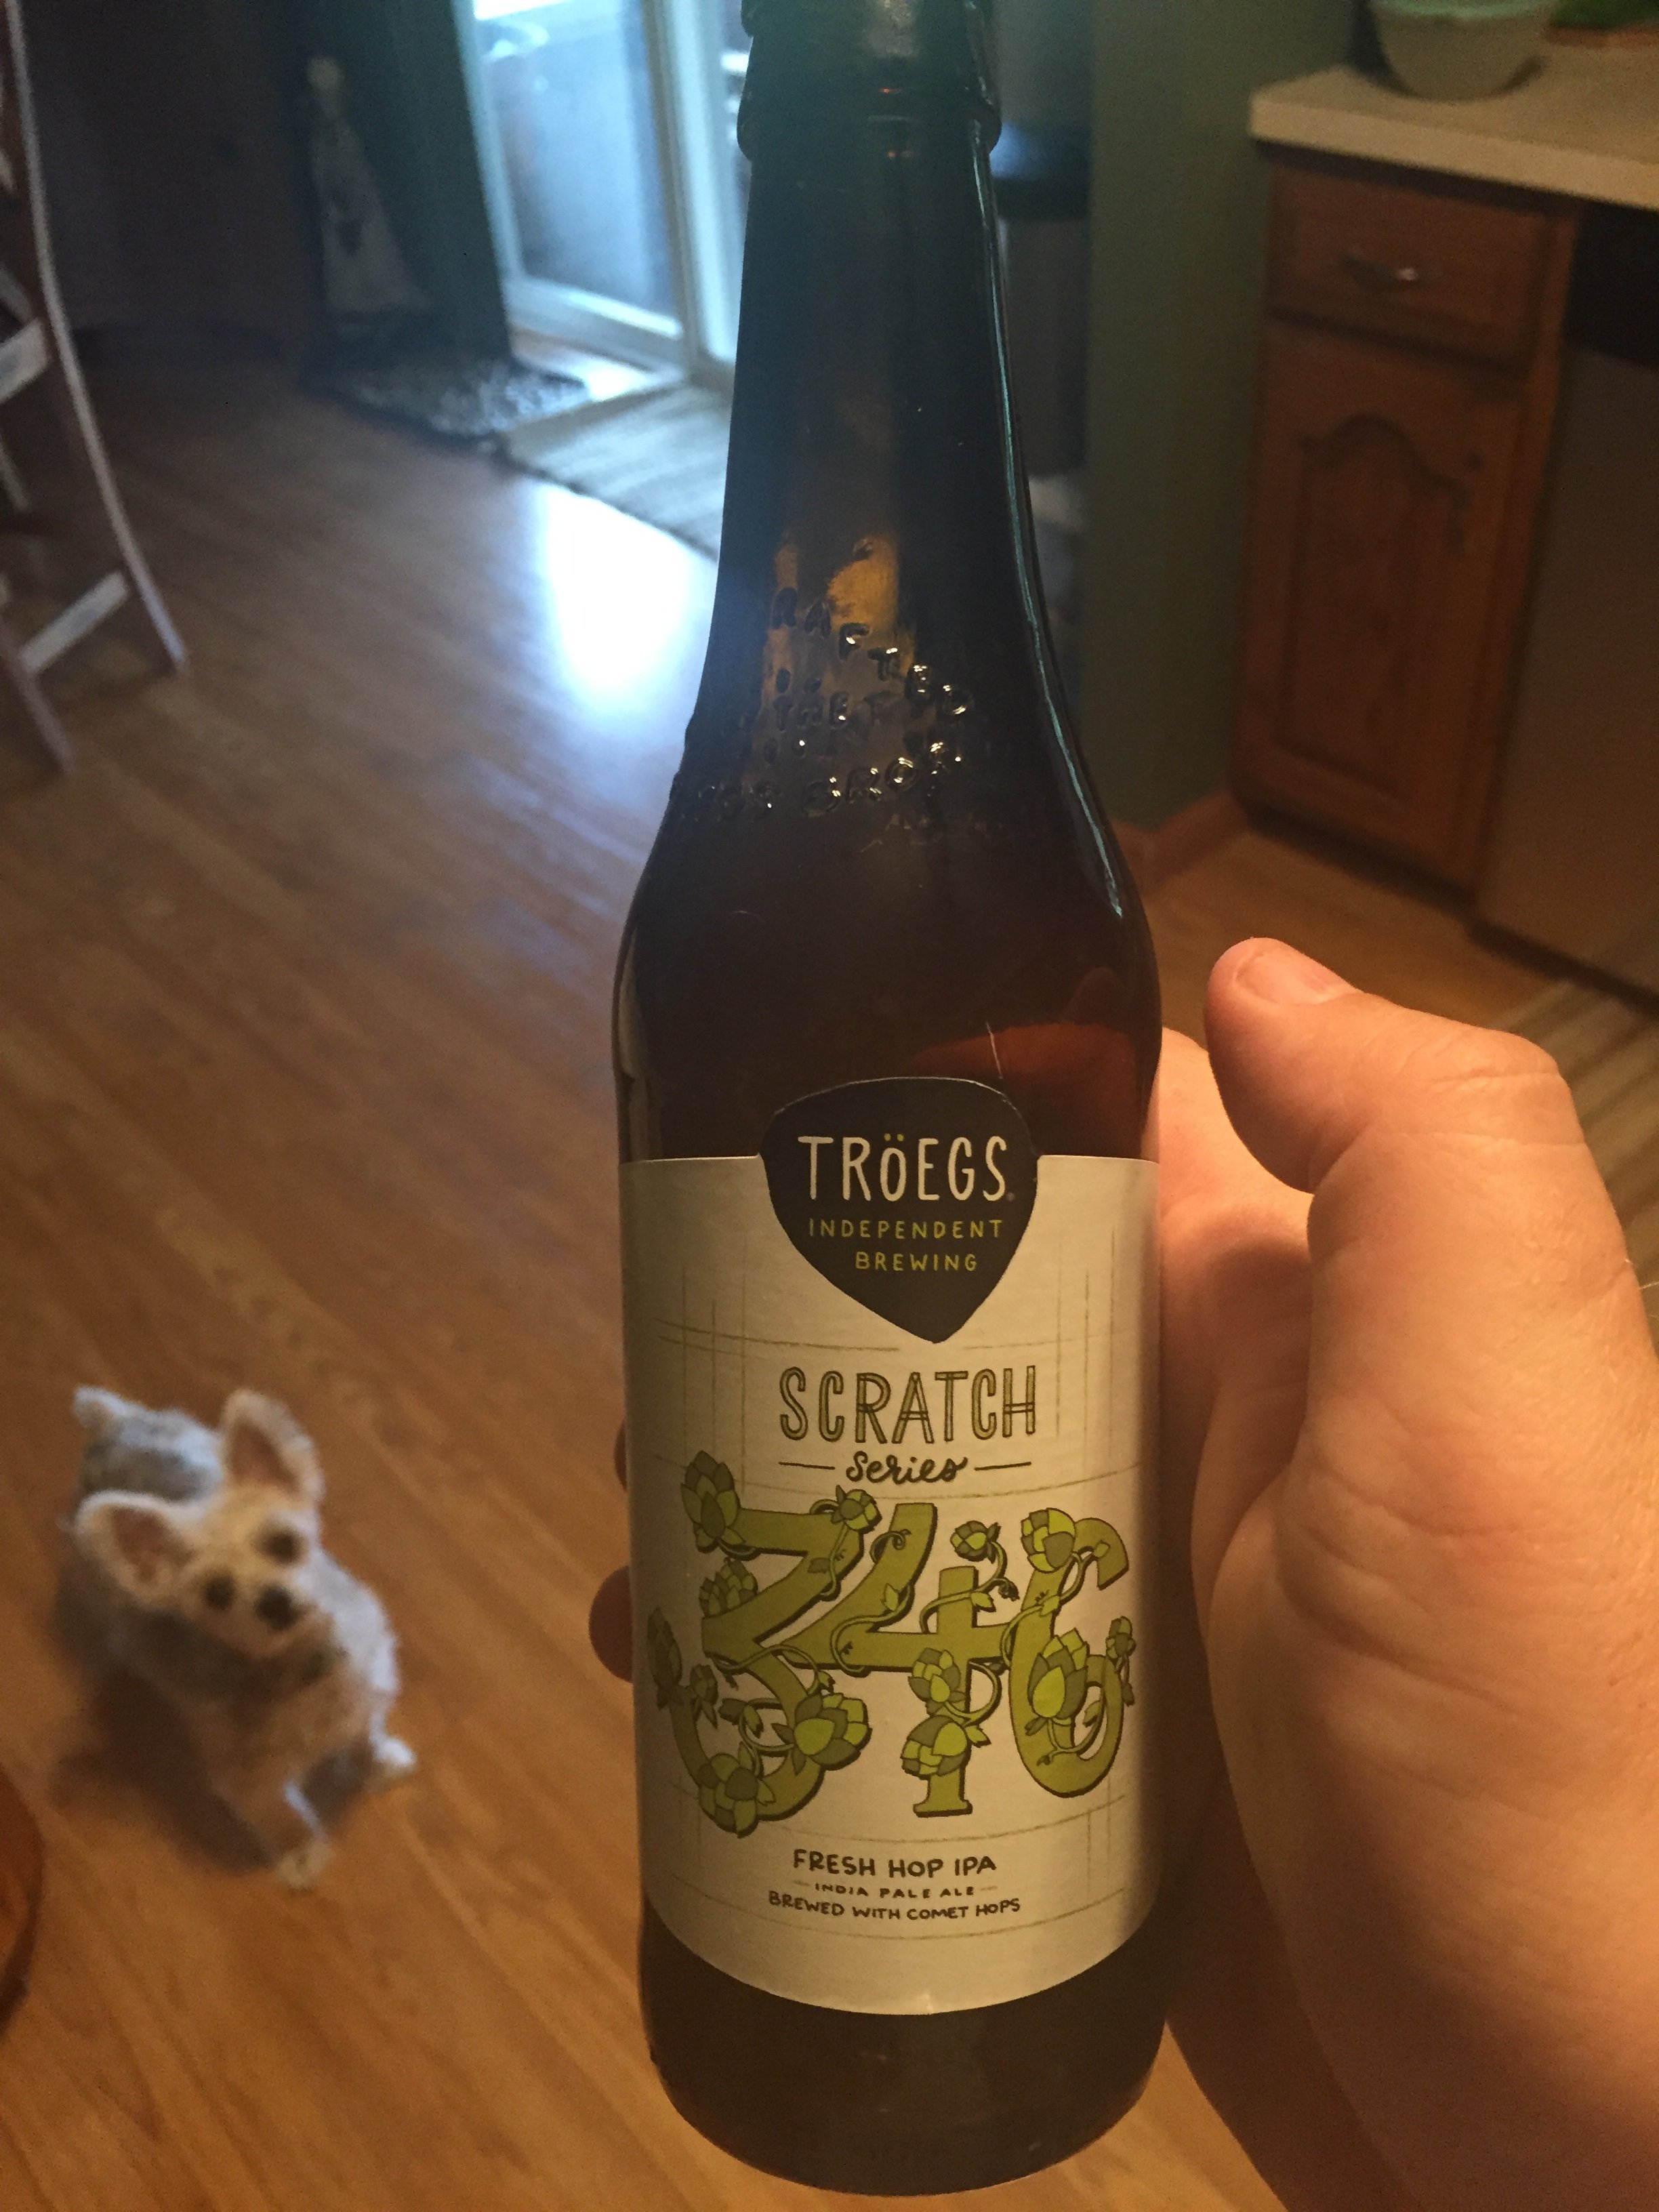 TRÖEGS
INDEPENDENT
BREWING
SCRATCH
Series
346
FRESH HOP IPA
INDIA PALE ALE
BREWED WITH COMET HOPS